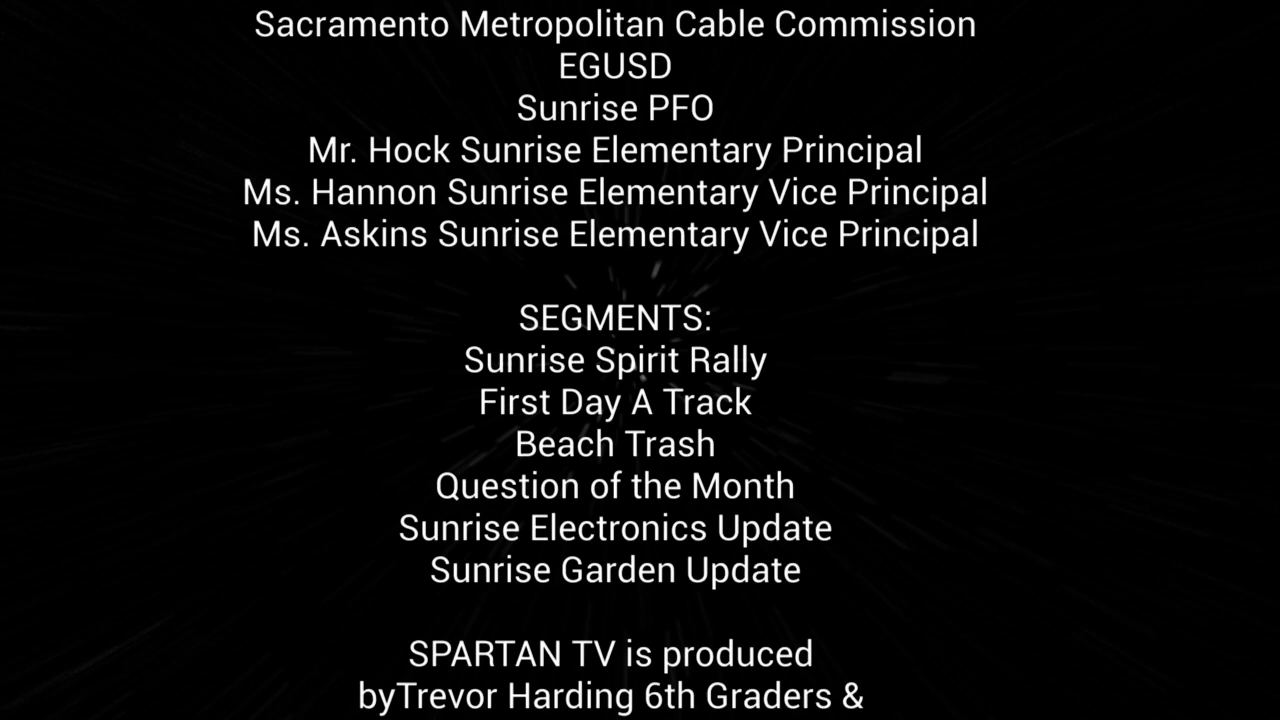 Sacramento Metropolitan Cable Commission
EGUSD
Sunrise PFO
Mr. Hock Sunrise Elementary Principal
Ms. Hannon Sunrise Elementary Vice Principal
Ms. Askins Sunrise Elementary Vice Principal
SEGMENTS:
Sunrise Spirit Rally
First Day A Track
Beach Trash
Question of the Month
Sunrise Electronics Update
Sunrise Garden Update
SPARTAN TV is produced
byTrevor Harding 6th Graders &